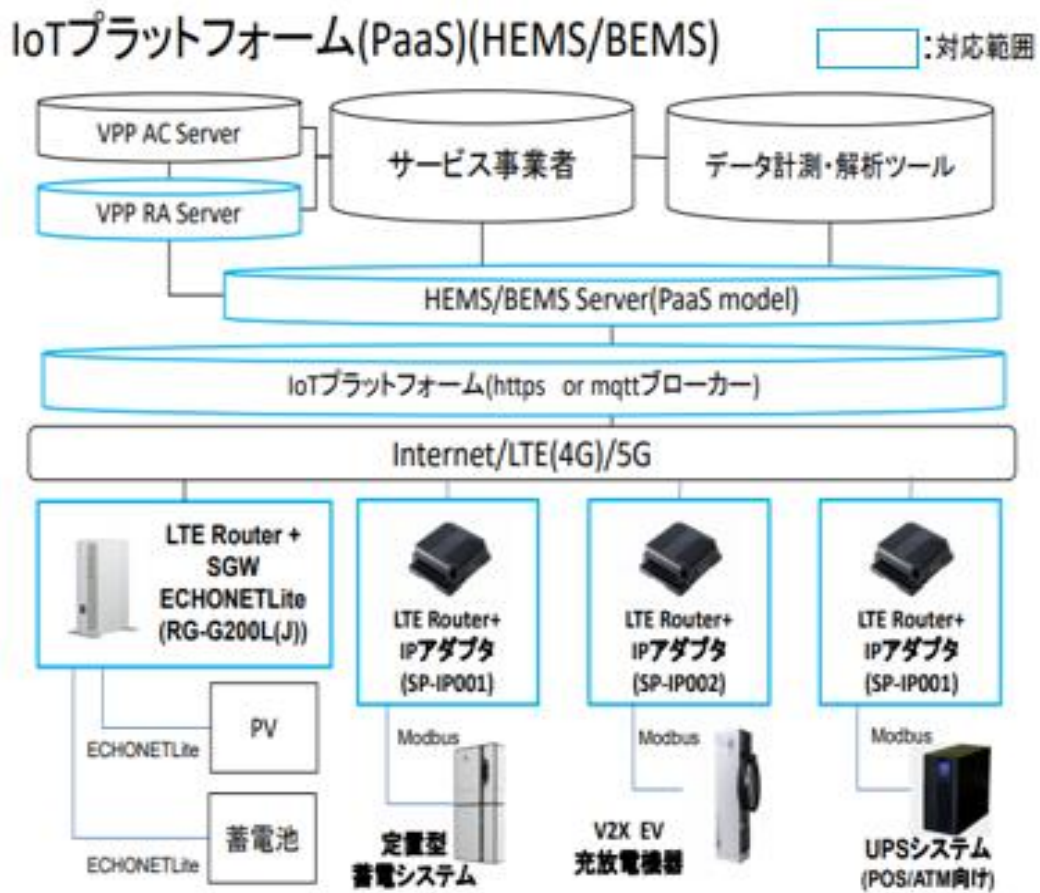 IoTプラットフォーム(PaaS)(HEMS/BEMS)
:対応範囲
VPP AC Server
サービス事業者
データ計測・解析ツール
VPP RA Server
HEMS/BEMS Server(PaaS model)
IoTプラットフォーム(https or mqttブローカー)
Internet/LTE(4G)/5G
LTE Router +
SGW
ECHONETLite
(RG-G200L(J))
LTE Router+
IPアダプタ
(SP-IP001)
LTE Router+
IPアダプタ
(SP-IP002)
LTE Router+
IPアダプタ
(SP-IP001)
PV
ECHONETLite
蓄電池
ECHONETLite
Modbus
定置型
蓄電システム
Modbus
V2X EV
充放電機器
Modbus
UPSシステム
(POS/ATM向け)